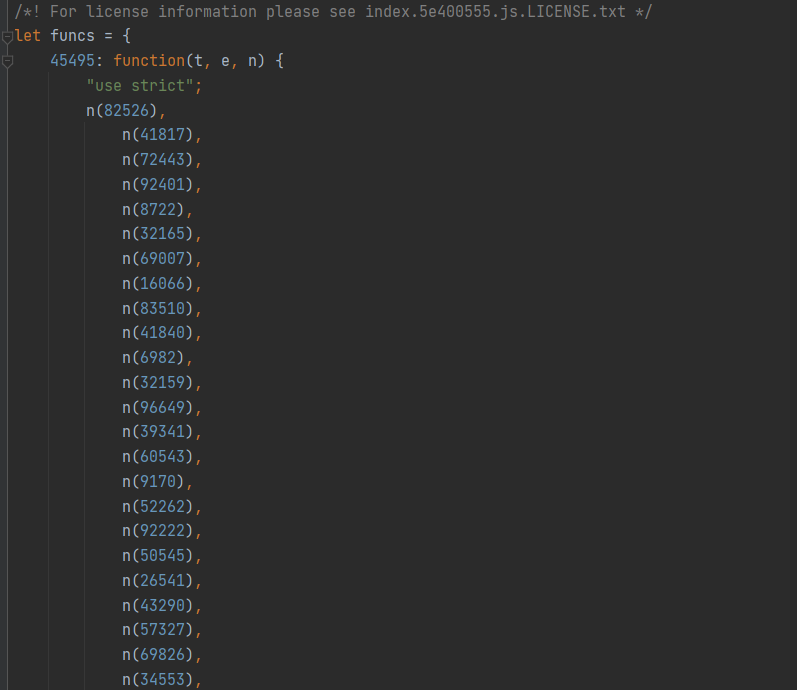 /*! For license information please see index.5e400555.js.LICENSE.txt */
let funcs = {
45495: function(t, e, n) {
"use strict";
n(82526),
n(41817),
n(72443),
n(92401),
n(8722),
n(32165),
n(69007),
n(16066),
n(83510),
n(41840),
n(6982),
n(32159),
n(96649),
n(39341),
n(60543),
n(9170),
n(52262),
n(92222),
n(50545),
n(26541),
n(43290),
n(57327),
n(69826),
n(34553),